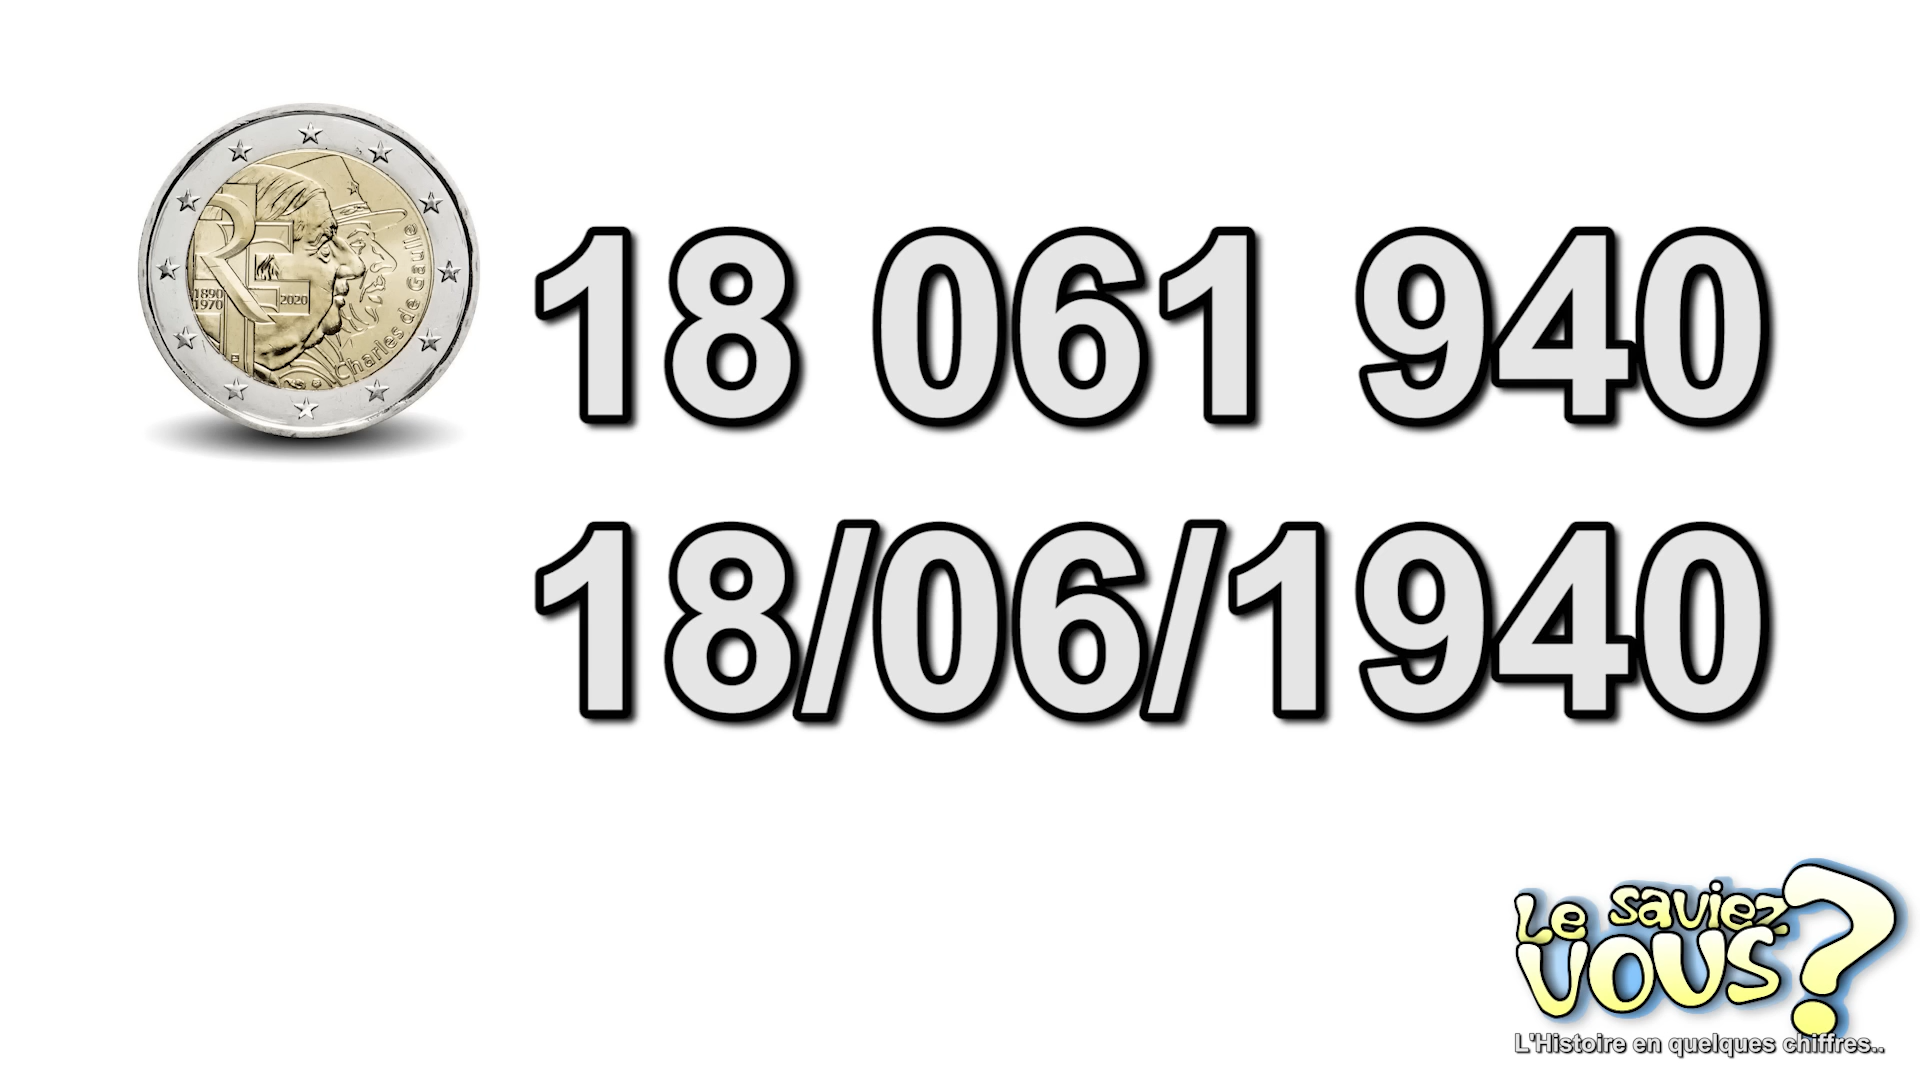 18 061 940
18/06/1940
RF
1890
1970
2020
Charles de Gaulle
Le saviez
VOUS ?
L'Histoire en quelques chiffres..